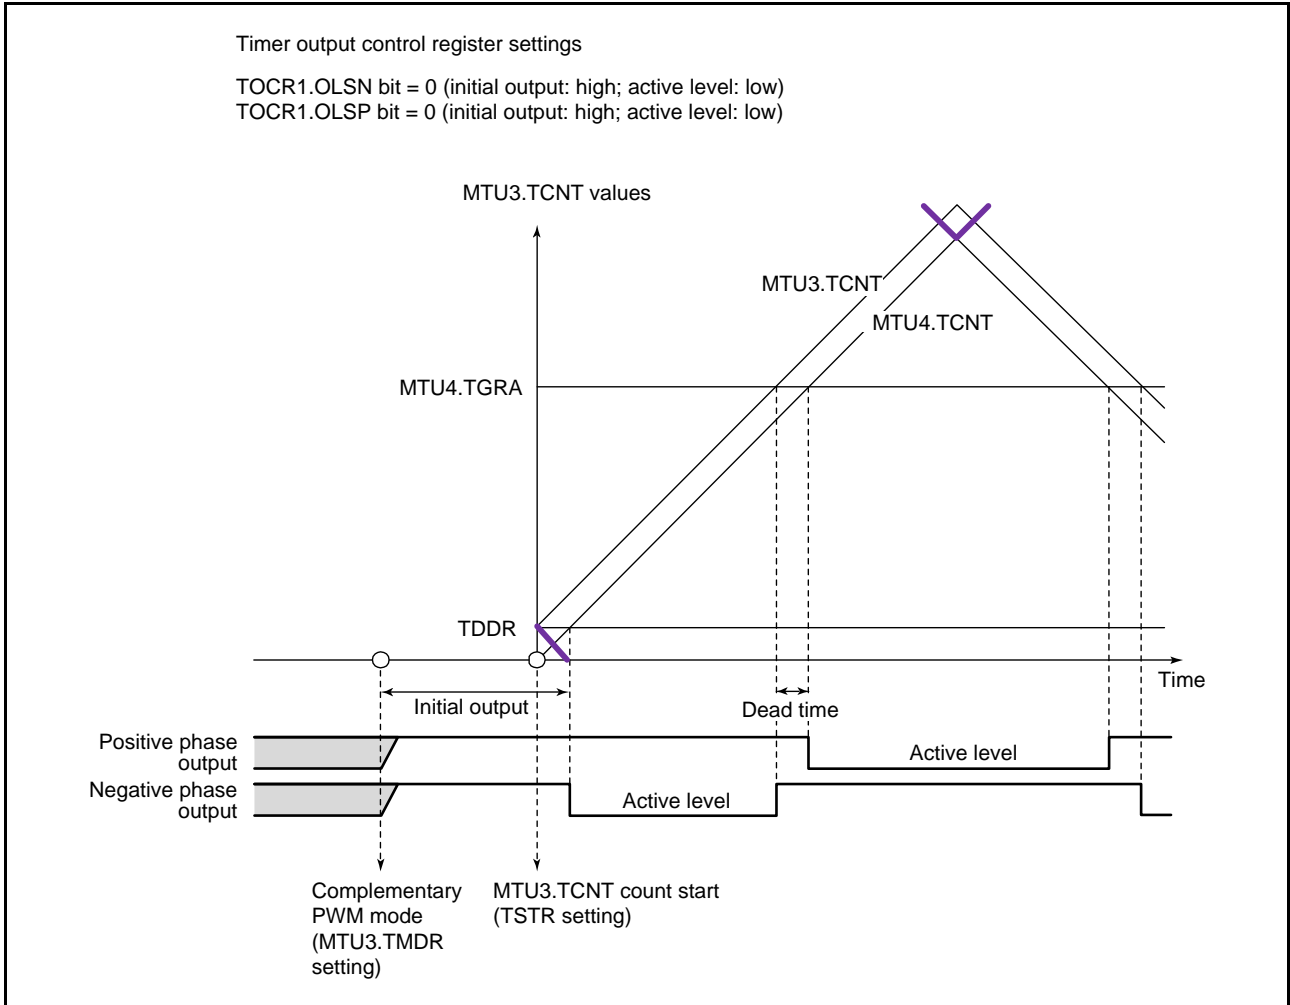 Timer output control register settings
TOCR1.OLSN bit = 0 (initial output: high; active level: low)
TOCR1.OLSP bit = 0 (initial output: high; active level: low)
MTU3.TCNT values
MTU3.TCNT
MTU4.TCNT
MTU4.TGRA
TDDR
Time
Initial output
Dead time
Positive phase
output
Active level
Negative phase
output
Active level
Complementary
PWM mode
(MTU3.TMDR
setting)
MTU3.TCNT count start
(TSTR setting)